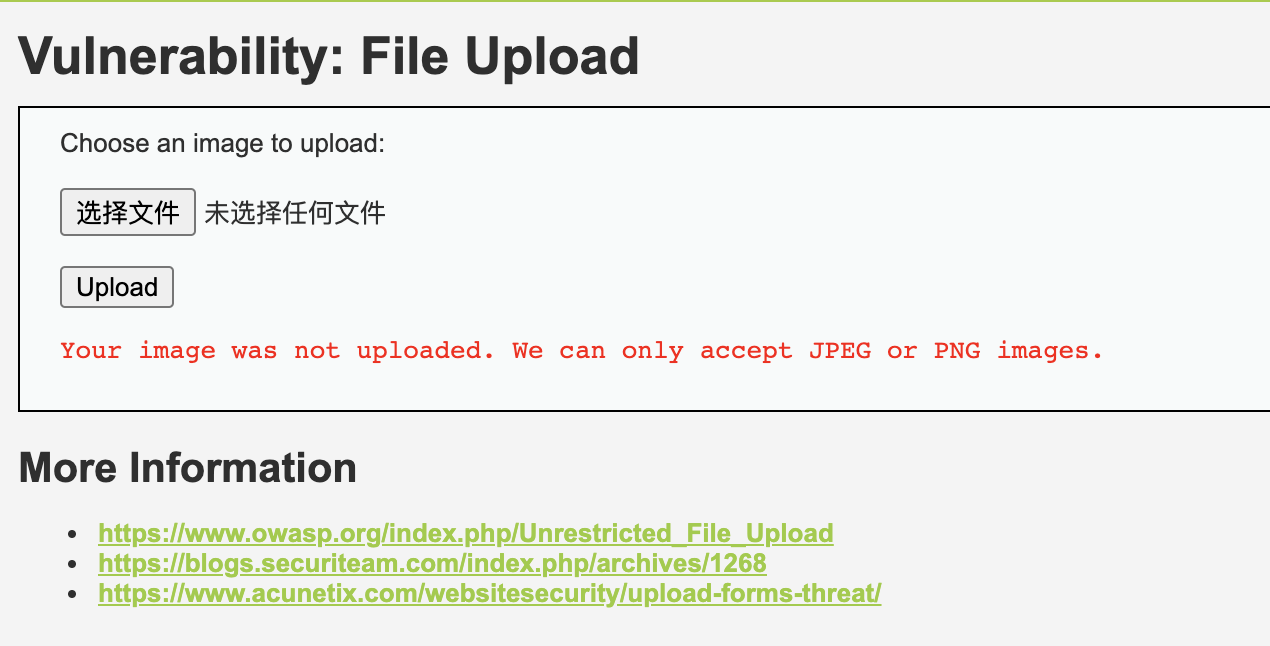 Vulnerability: File Upload
Choose an image to upload:
选择文件 未选择任何文件
Upload
Your image was not uploaded. We can only accept JPEG or PNG images.
More Information
https://www.owasp.org/index.php/Unrestricted_File_Upload
https://blogs.securiteam.com/index.php/archives/1268
https://www.acunetix.com/websitesecurity/upload-forms-threat/